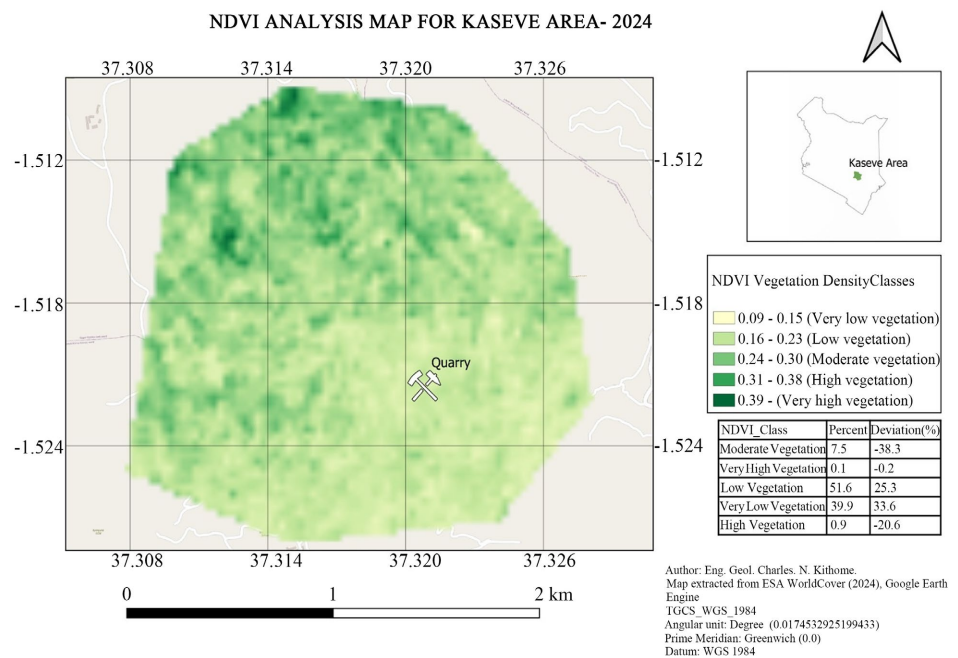 NDVI ANALYSIS MAP FOR KASEVE AREA- 2024
37.308 37.314 37.320 37.326
-1.512 -1.512
-1.518 -1.518
-1.524 -1.524
Quarry
37.308 37.314 37.320 37.326
0 1 2 km
Kaseve Area
NDVI Vegetation DensityClasses
0.09 - 0.15 (Very low vegetation)
0.16 - 0.23 (Low vegetation)
0.24 - 0.30 (Moderate vegetation)
0.31 - 0.38 (High vegetation)
0.39 - (Very high vegetation)
NDVI_Class Percent Deviation(%)
Moderate Vegetation 7.5 -38.3
Very High Vegetation 0.1 -0.2
Low Vegetation 51.6 25.3
Very Low Vegetation 39.9 33.6
High Vegetation 0.9 -20.6
Author: Eng. Geol. Charles. N. Kithome.
Map extracted from ESA WorldCover (2024), Google Earth
Engine
TGCS_WGS_1984
Angular unit: Degree (0.0174532925199433)
Prime Meridian: Greenwich (0.0)
Datum: WGS 1984